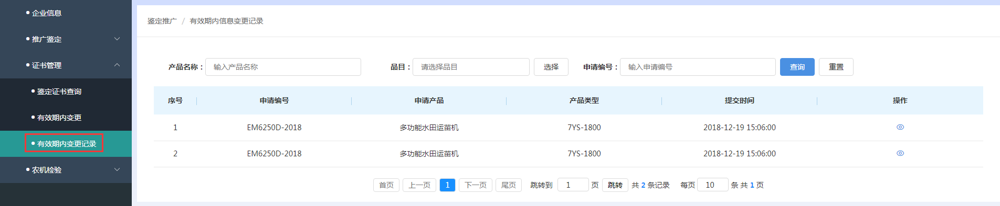 企业信息
推广鉴定
证书管理
鉴定证书查询
有效期内变更
有效期内变更记录
农机检验
鉴定推广 / 有效期内信息变更记录
产品名称： 输入产品名称 品目： 请选择品目 选择 申请编号： 输入申请编号 查询 重置
序号 申请编号 申请产品 产品类型 提交时间 操作
1 EM6250D-2018 多功能水田运苗机 7YS-1800 2018-12-19 15:06:00
2 EM6250D-2018 多功能水田运苗机 7YS-1800 2018-12-19 15:06:00
首页 上一页 1 下一页 尾页 跳转到 1 页 跳转 共 2 条记录 每页 10 条 共 1 页